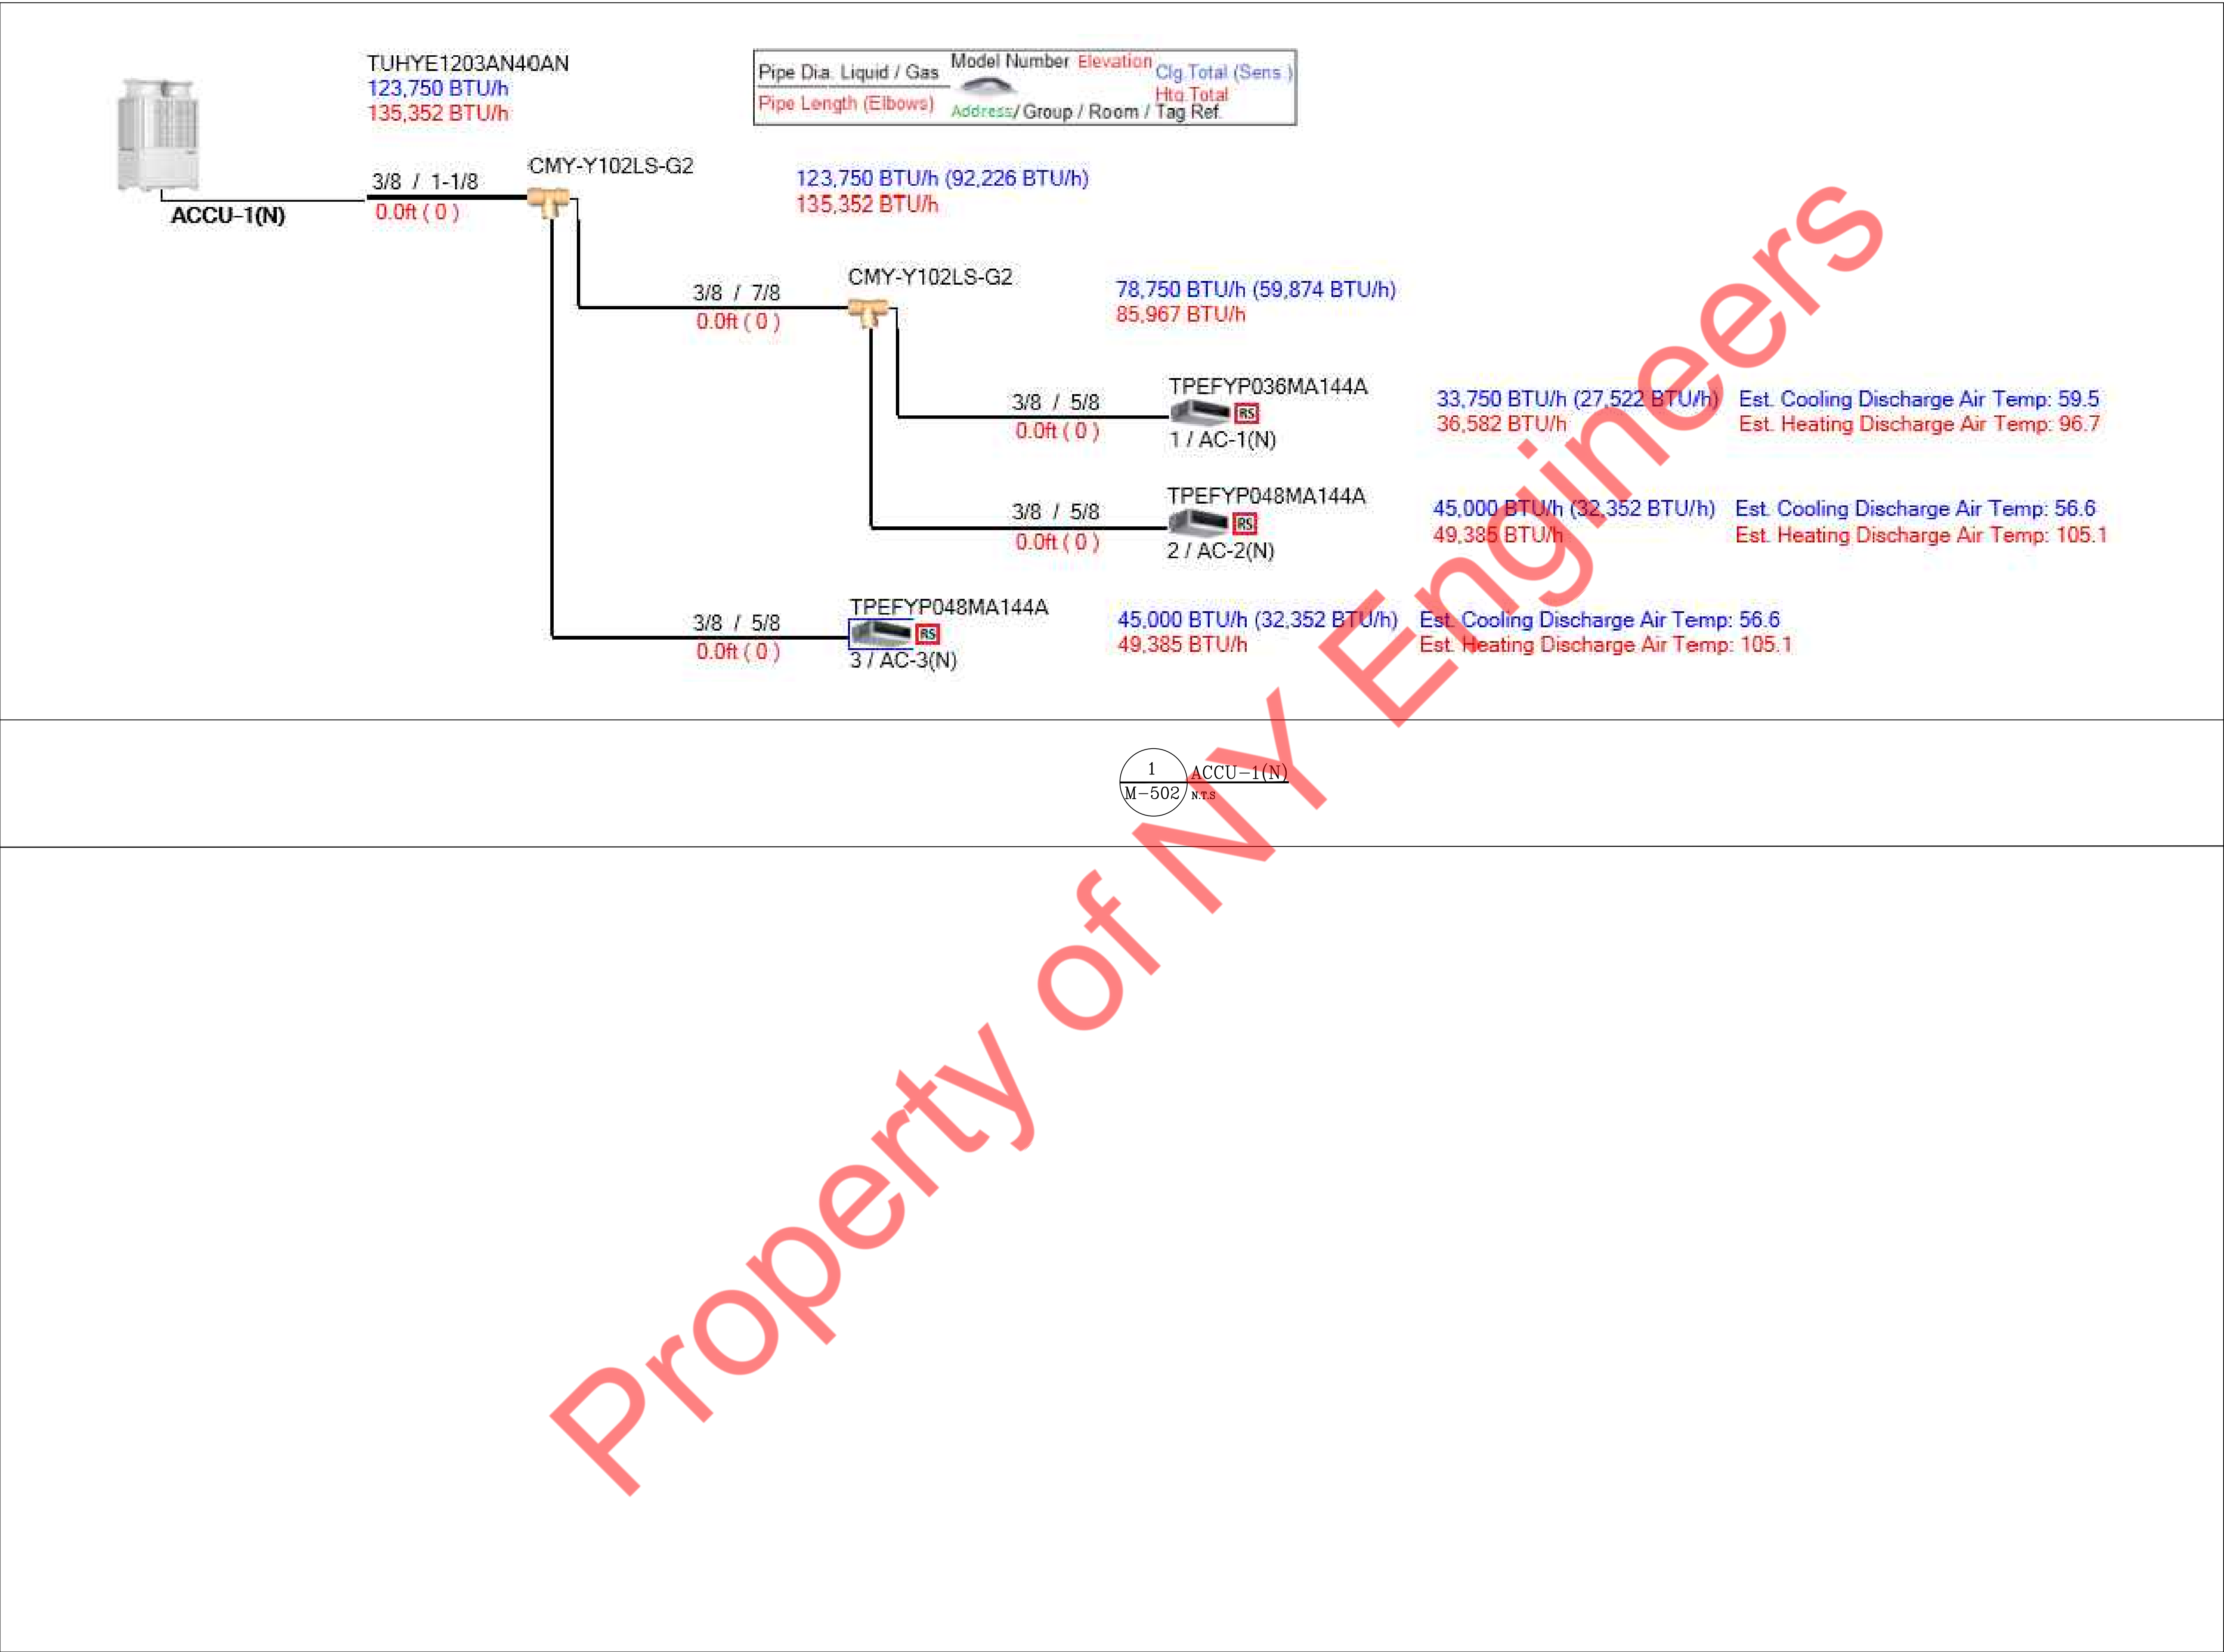 TUHYE1203AN40AN
123,750 BTU/h
135,352 BTU/h
Pipe Dia. Liquid / Gas
Pipe Length (Elbows)
Model Number Elevation
Clg.Total (Sens.)
Htg.Total
Address/ Group / Room / Tag Ref.
3/8 / 1-1/8
0.0ft ( 0 )
ACCU-1(N)
CMY-Y102LS-G2
123,750 BTU/h (92,226 BTU/h)
135,352 BTU/h
3/8 / 7/8
0.0ft ( 0 )
CMY-Y102LS-G2
78,750 BTU/h (59,874 BTU/h)
85,967 BTU/h
3/8 / 5/8
0.0ft ( 0 )
TPEFYP036MA144A
RS
1 / AC-1(N)
33,750 BTU/h (27,522 BTU/h) Est. Cooling Discharge Air Temp: 59.5
36,582 BTU/h Est. Heating Discharge Air Temp: 96.7
3/8 / 5/8
0.0ft ( 0 )
TPEFYP048MA144A
RS
2 / AC-2(N)
45,000 BTU/h (32,352 BTU/h) Est. Cooling Discharge Air Temp: 56.6
49,385 BTU/h Est. Heating Discharge Air Temp: 105.1
3/8 / 5/8
0.0ft ( 0 )
TPEFYP048MA144A
RS
3 / AC-3(N)
45,000 BTU/h (32,352 BTU/h) Est. Cooling Discharge Air Temp: 56.6
49,385 BTU/h Est. Heating Discharge Air Temp: 105.1
1
M-502
ACCU-1(N)
N.T.S
Property of NY Engineers